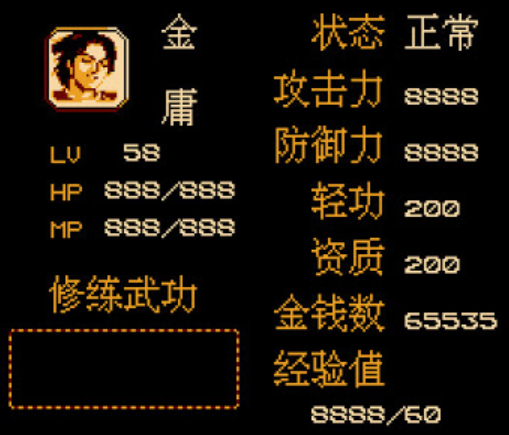 金
庸
LV 58
HP 888/888
MP 888/888
修练武功
状态 正常
攻击力 8888
防御力 8888
轻功 200
资质 200
金钱数 65535
经验值
8888/60